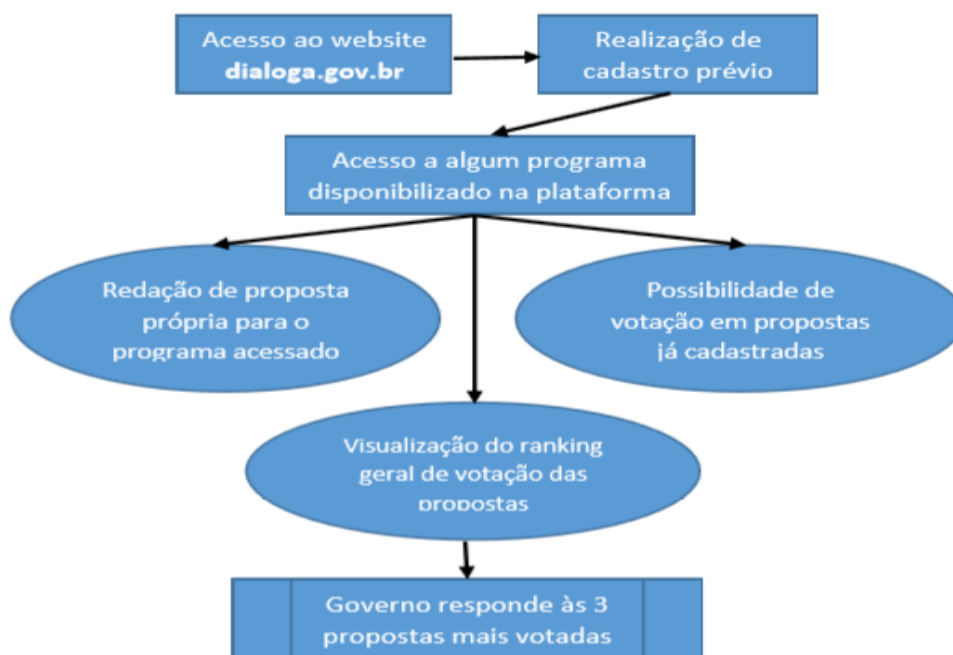 Acesso ao website
dialoga.gov.br
Realização de
cadastro prévio
Acesso a algum programa
disponibilizado na plataforma
Redação de proposta
própria para o
programa acessado
Possibilidade de
votação em propostas
já cadastradas
Visualização do ranking
geral de votação das
propostas
Governo responde às 3
propostas mais votadas